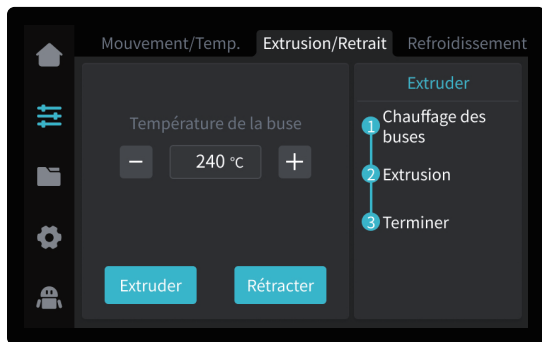 Mouvement/Temp. Extrusion/Retrait Refroidissement
Température de la buse
− 240 °C +
Extruder Rétracter
Extruder
1 Chauffage des
buses
2 Extrusion
3 Terminer